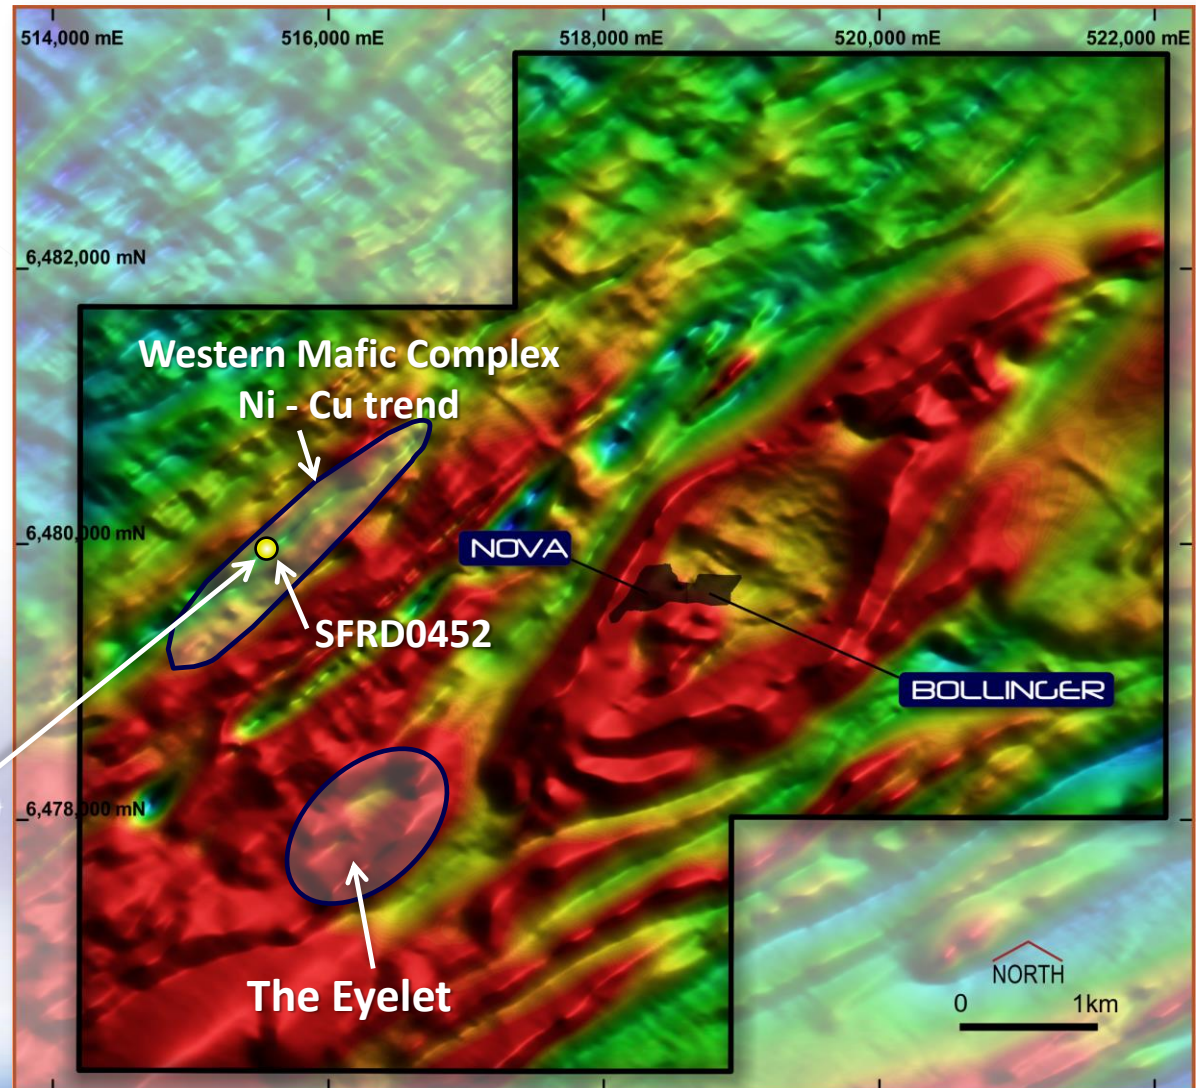 514,000 mE
516,000 mE
518,000 mE
520,000 mE
522,000 mE
6,482,000 mN
Western Mafic Complex
Ni - Cu trend
6,480,000 mN
NOVA
SFRD0452
BOLLINGER
6,478,000 mN
The Eyelet
NORTH
0 1km